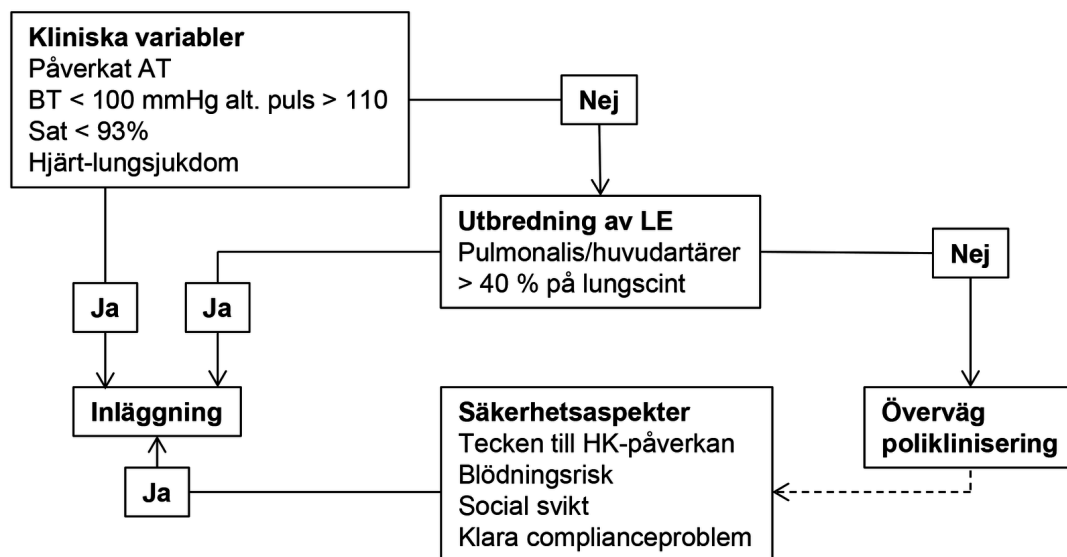 Kliniska variabler
Påverkat AT
BT < 100 mmHg alt. puls > 110
Sat < 93%
Hjärt-lungsjukdom
Nej
Utbredning av LE
Pulmonalis/huvudartärer
> 40 % på lungscint
Nej
Ja
Ja
Inläggning
Säkerhetsaspekter
Tecken till HK-påverkan
Blödningsrisk
Social svikt
Klara complianceproblem
Överväg
poliklinisering
Ja